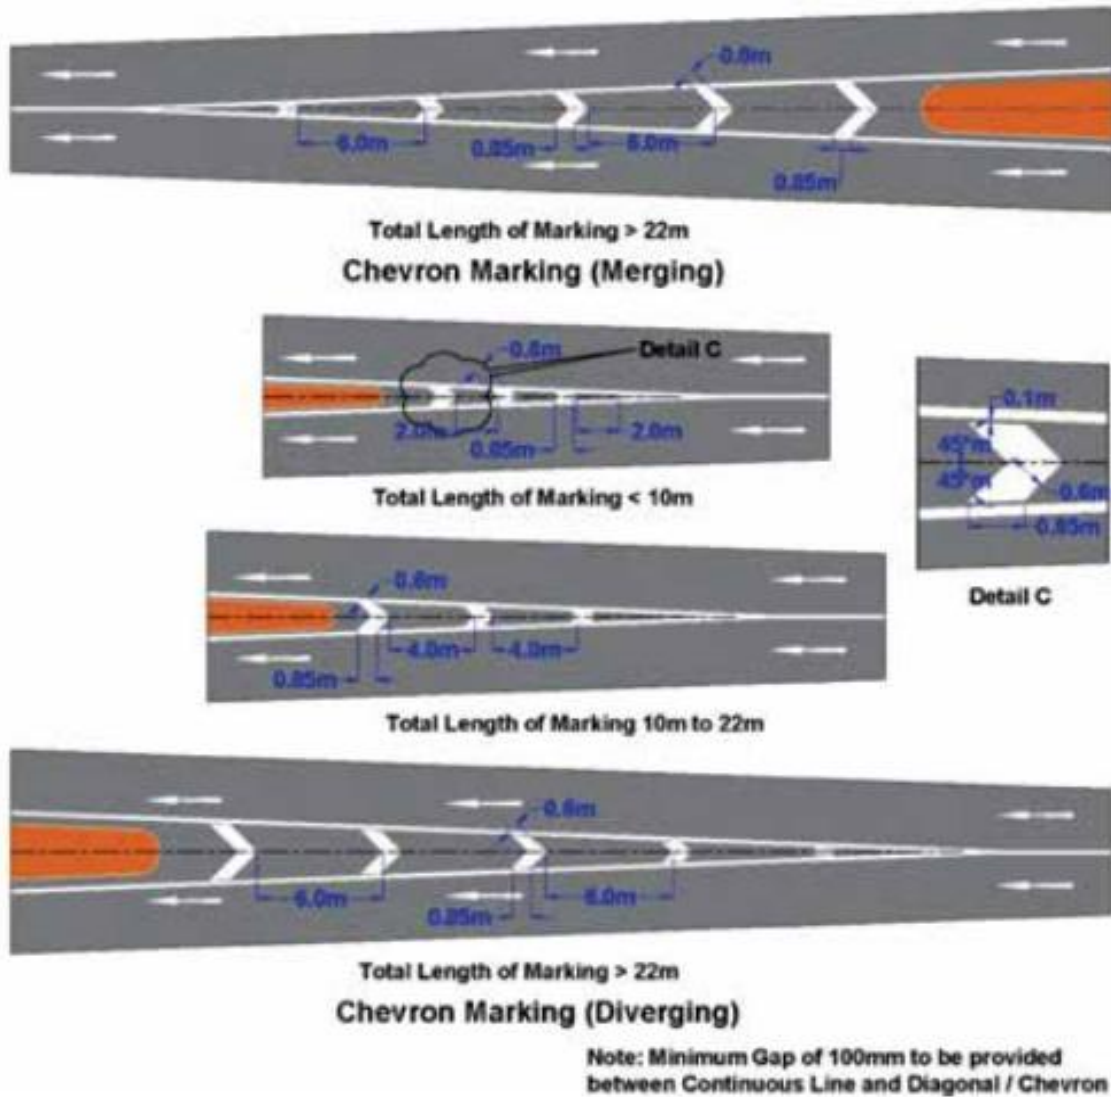 0.6m
6.0m
0.85m
6.0m
0.85m
Total Length of Marking > 22m
Chevron Marking (Merging)
0.6m
Detail C
2.0m
0.85m
2.0m
Total Length of Marking < 10m
0.1m
45°m
45°m
0.6m
0.85m
Detail C
0.6m
4.0m
4.0m
0.85m
Total Length of Marking 10m to 22m
0.6m
6.0m
0.85m
6.0m
Total Length of Marking > 22m
Chevron Marking (Diverging)
Note: Minimum Gap of 100mm to be provided
between Continuous Line and Diagonal / Chevron